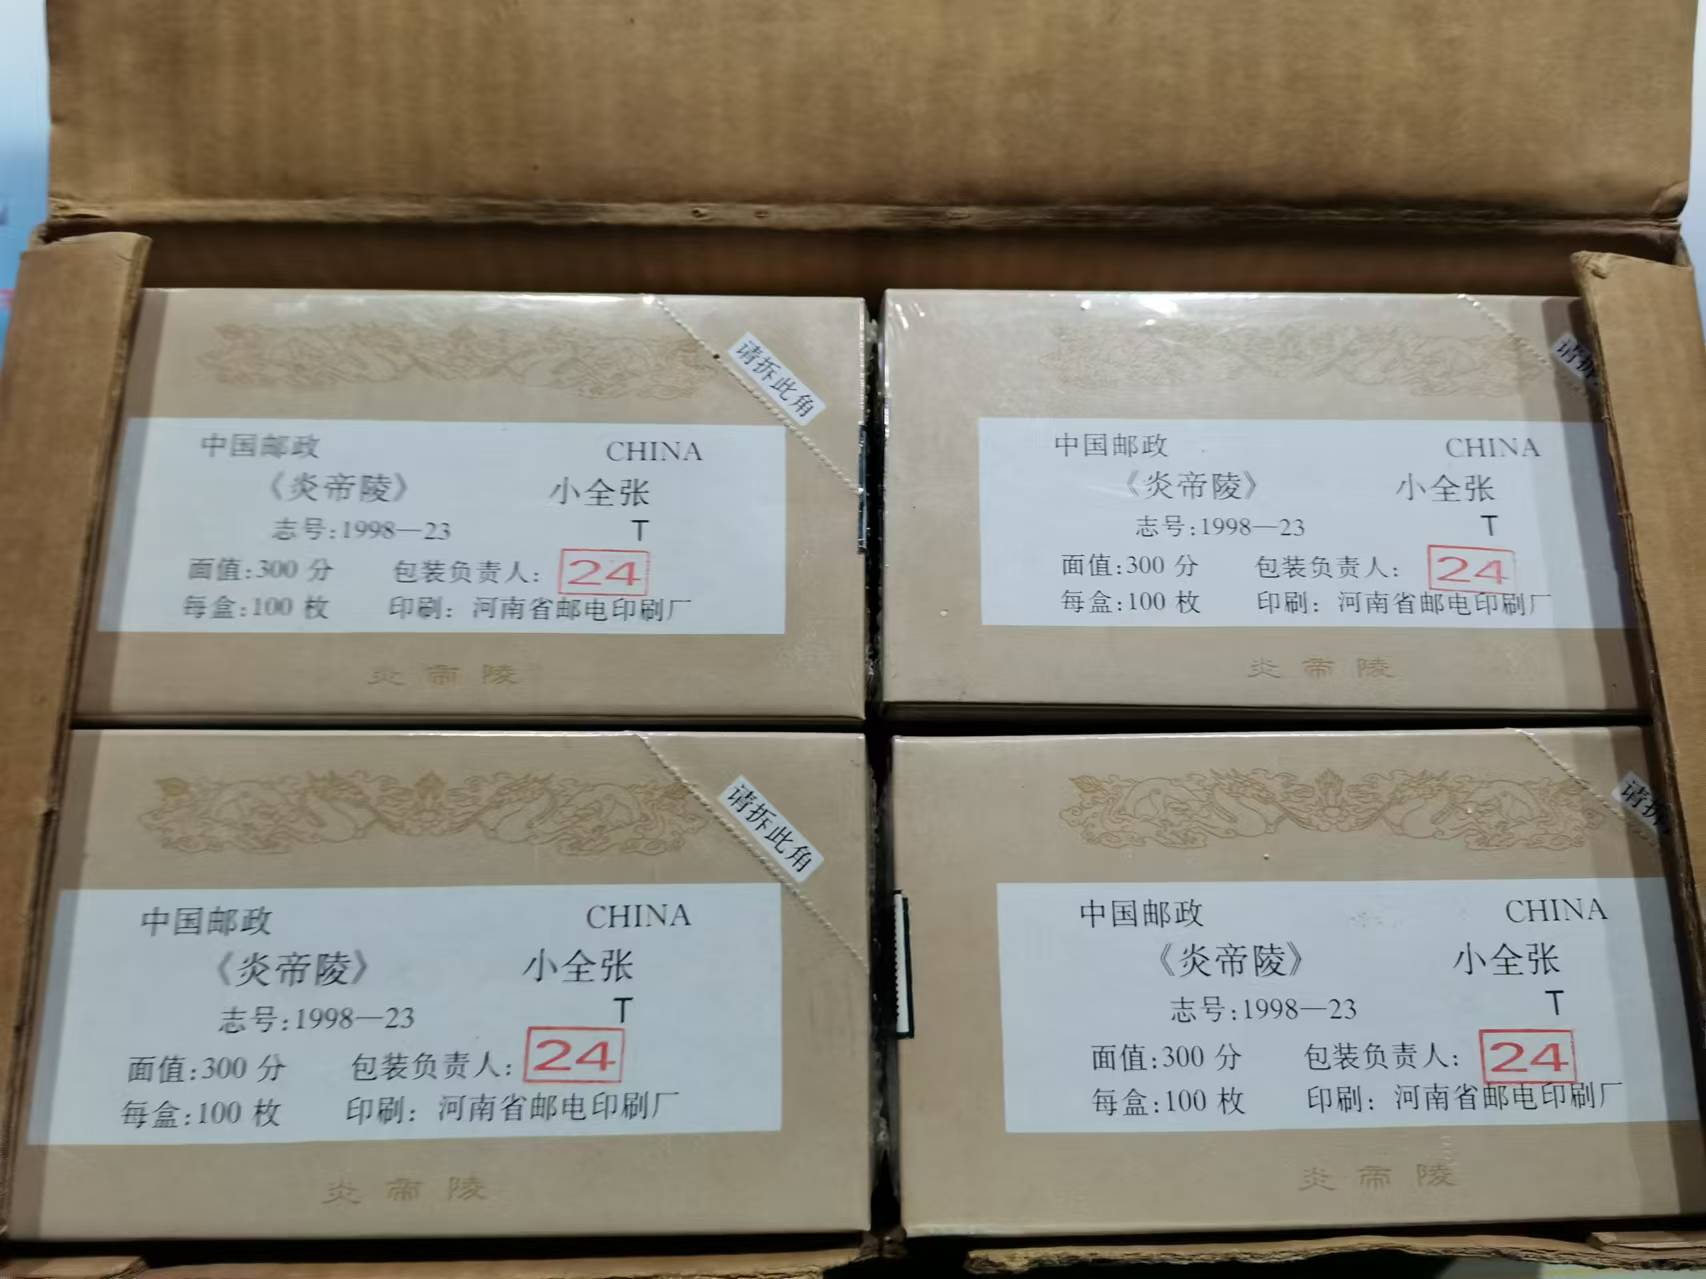 请拆此角
中国邮政 CHINA
《炎帝陵》 小全张
志号:1998—23 T
面值:300 分 包装负责人: 24
每盒:100 枚 印刷: 河南省邮电印刷厂
炎帝陵
请拆
中国邮政 CHINA
《炎帝陵》 小全张
志号:1998—23 T
面值:300 分 包装负责人: 24
每盒:100 枚 印刷: 河南省邮电印刷厂
炎帝陵
请拆此角
中国邮政 CHINA
《炎帝陵》 小全张
志号:1998—23 T
面值:300 分 包装负责人: 24
每盒:100 枚 印刷: 河南省邮电印刷厂
炎帝陵
请拆
中国邮政 CHINA
《炎帝陵》 小全张
志号:1998—23 T
面值:300 分 包装负责人: 24
每盒:100 枚 印刷: 河南省邮电印刷厂
炎帝陵